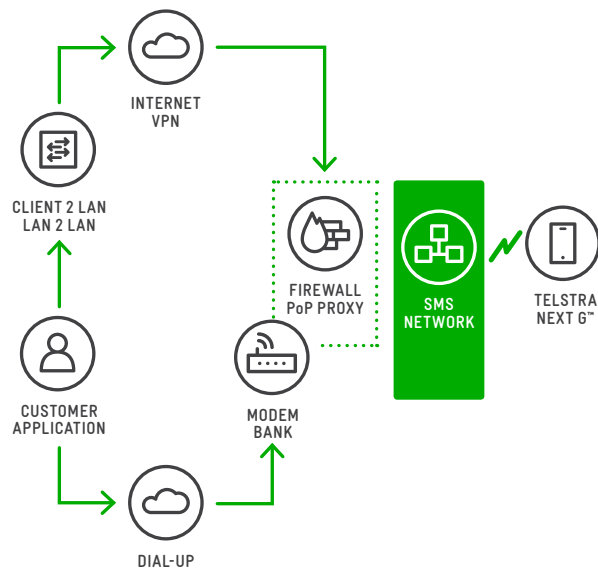 INTERNET
VPN
CLIENT 2 LAN
LAN 2 LAN
FIREWALL
PoP PROXY
SMS
NETWORK
TELSTRA
NEXT G™
CUSTOMER
APPLICATION
MODEM
BANK
DIAL-UP